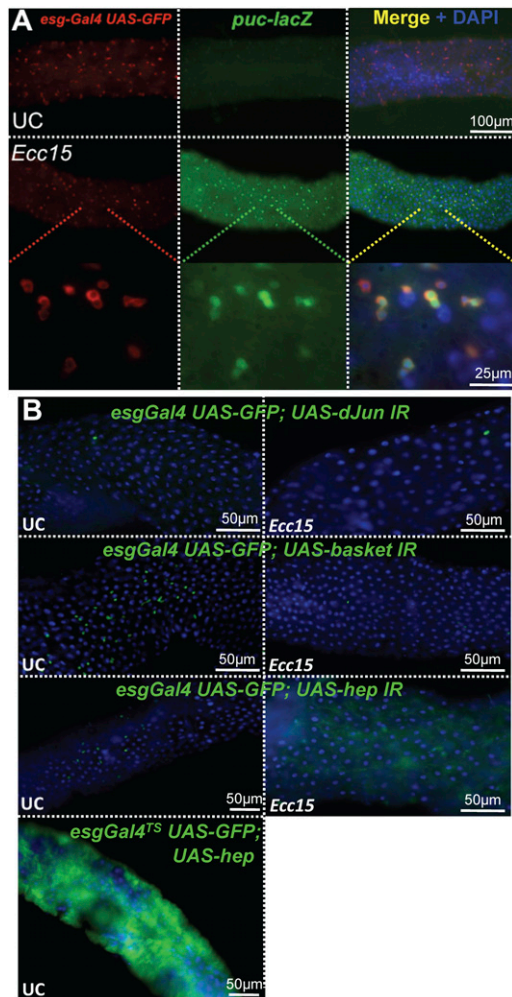 A
esg-Gal4 UAS-GFP
puc-lacZ
Merge + DAPI
UC
100µm
Ecc15
25µm
B
esgGal4 UAS-GFP; UAS-dJun IR
UC
50µm
Ecc15
50µm
esgGal4 UAS-GFP; UAS-basket IR
UC
50µm
Ecc15
50µm
esgGal4 UAS-GFP; UAS-hep IR
UC
50µm
Ecc15
50µm
esgGal4TS UAS-GFP;
UAS-hep
UC
50µm